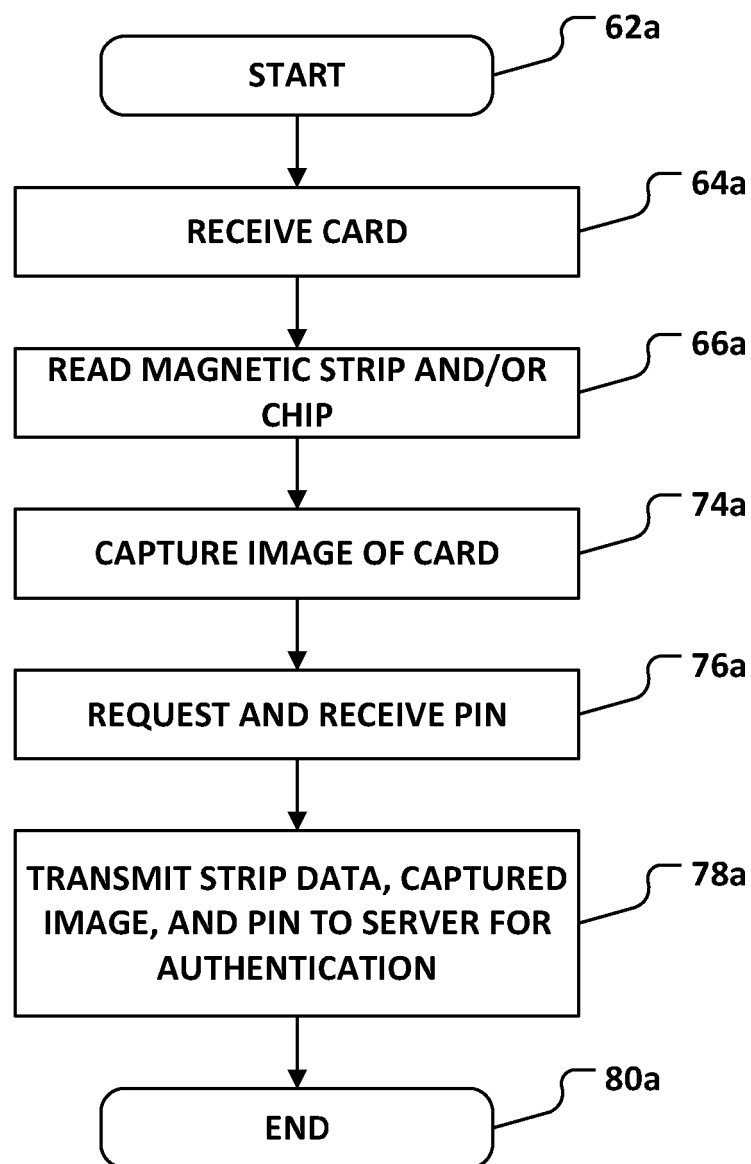 62a
START
64a
RECEIVE CARD
66a
READ MAGNETIC STRIP AND/OR
CHIP
74a
CAPTURE IMAGE OF CARD
76a
REQUEST AND RECEIVE PIN
78a
TRANSMIT STRIP DATA, CAPTURED
IMAGE, AND PIN TO SERVER FOR
AUTHENTICATION
80a
END